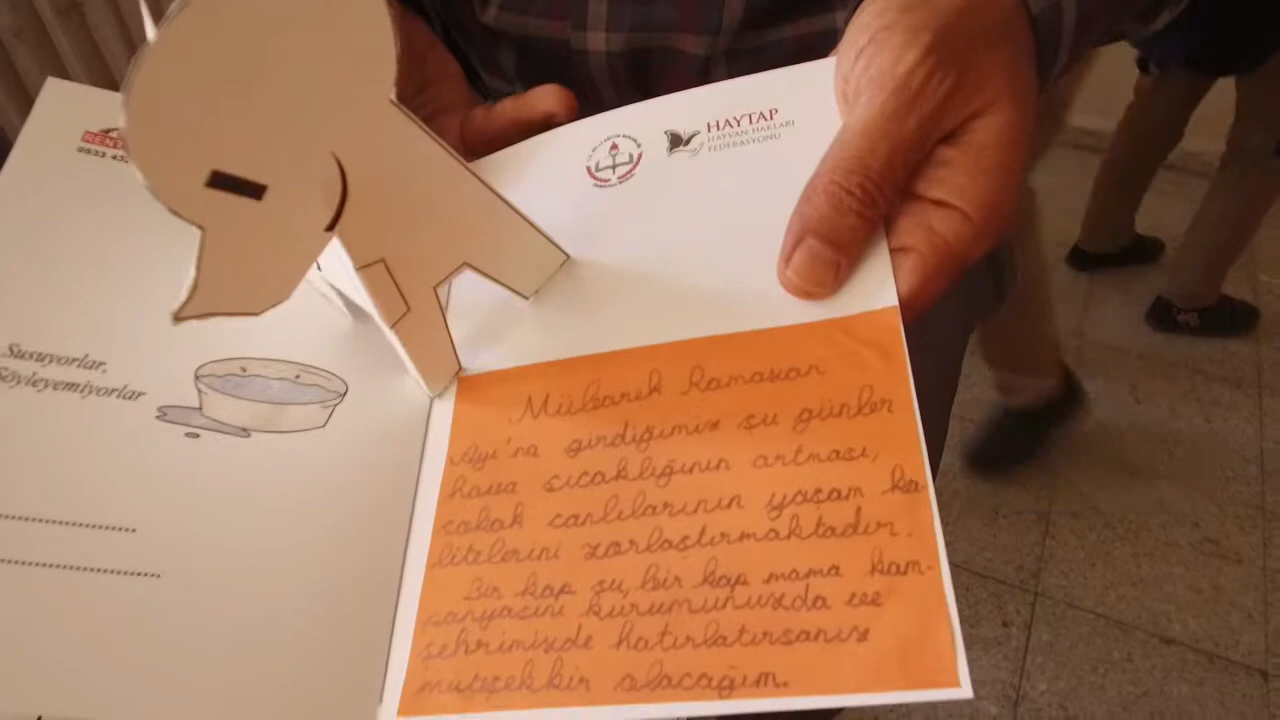 HAYTAP
HAYVAN HAKLARI
FEDERASYONU
Susuyorlar,
Söyleyemiyorlar
Mübarek Ramazan
Ayı'na girdiğimiz şu günler
hava sıcaklığının artması,
sokak canlılarının yaşam ka-
litelerini zorlaştırmaktadır.
Bir kap su, bir kap mama kam-
panyasını kurumunuzda ve
şehrimizde hatırlatırsanız
müteşekkir olacağım.